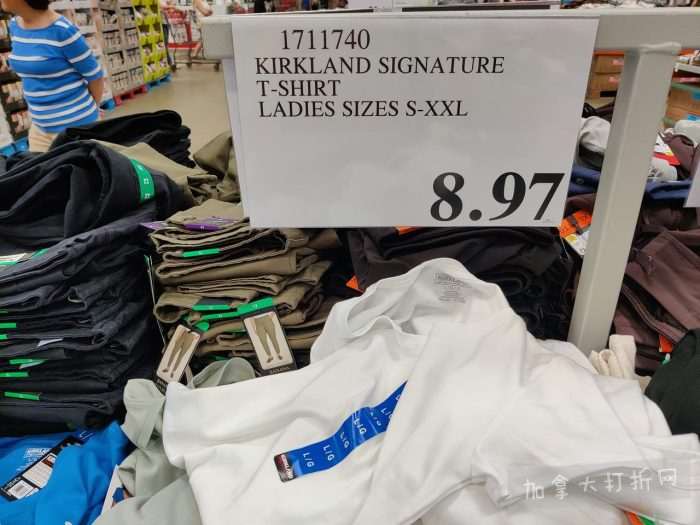 1711740
KIRKLAND SIGNATURE
T-SHIRT
LADIES SIZES S-XXL
8.97
L/G
L/G
L/G
L/G
加拿大打折网